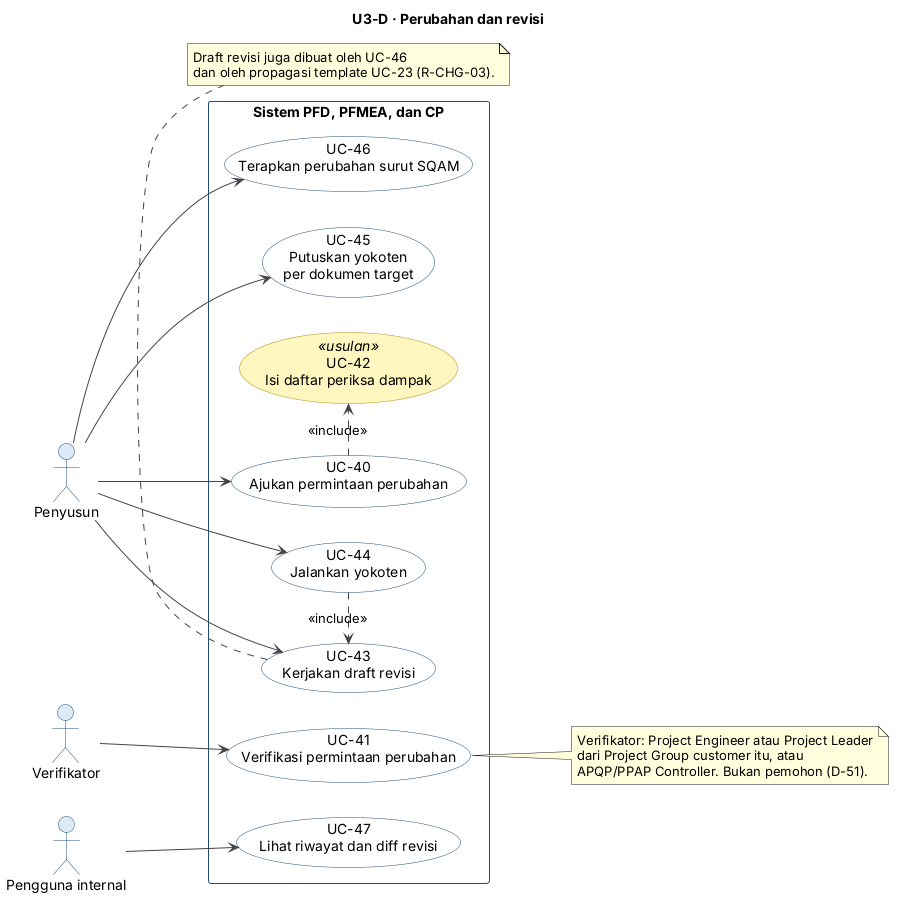 U3-D · Perubahan dan revisi
Draft revisi juga dibuat oleh UC-46
dan oleh propagasi template UC-23 (R-CHG-03).
Sistem PFD, PFMEA, dan CP
UC-46
Terapkan perubahan surut SQAM
UC-45
Putuskan yokoten
per dokumen target
«usulan»
UC-42
Isi daftar periksa dampak
«include»
UC-40
Ajukan permintaan perubahan
Penyusun
UC-44
Jalankan yokoten
«include»
UC-43
Kerjakan draft revisi
Verifikator
UC-41
Verifikasi permintaan perubahan
Verifikator: Project Engineer atau Project Leader
dari Project Group customer itu, atau
APQP/PPAP Controller. Bukan pemohon (D-51).
Pengguna internal
UC-47
Lihat riwayat dan diff revisi